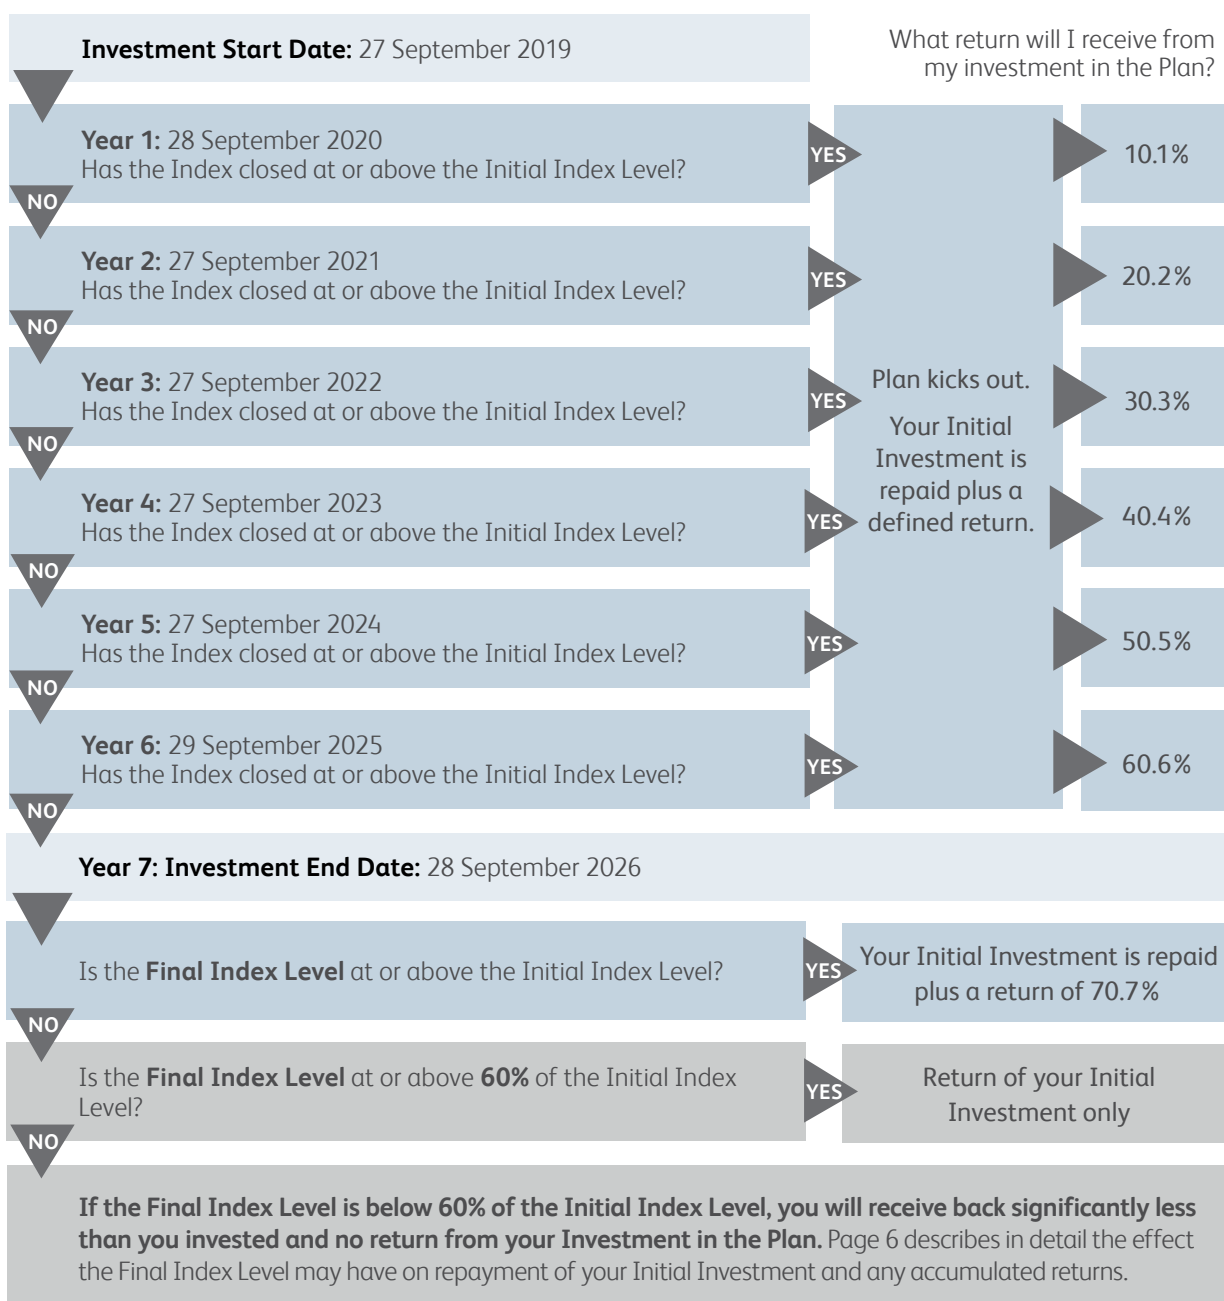 Investment Start Date: 27 September 2019
What return will I receive from
my investment in the Plan?
Year 1: 28 September 2020
Has the Index closed at or above the Initial Index Level?
YES
10.1%
NO
Year 2: 27 September 2021
Has the Index closed at or above the Initial Index Level?
YES
20.2%
NO
Year 3: 27 September 2022
Has the Index closed at or above the Initial Index Level?
YES
Plan kicks out.
Your Initial
Investment is
repaid plus a
defined return.
30.3%
NO
Year 4: 27 September 2023
Has the Index closed at or above the Initial Index Level?
YES
40.4%
NO
Year 5: 27 September 2024
Has the Index closed at or above the Initial Index Level?
YES
50.5%
NO
Year 6: 29 September 2025
Has the Index closed at or above the Initial Index Level?
YES
60.6%
NO
Year 7: Investment End Date: 28 September 2026
Is the Final Index Level at or above the Initial Index Level?
YES
Your Initial Investment is repaid
plus a return of 70.7%
NO
Is the Final Index Level at or above 60% of the Initial Index
Level?
YES
Return of your Initial
Investment only
NO
If the Final Index Level is below 60% of the Initial Index Level, you will receive back significantly less
than you invested and no return from your Investment in the Plan. Page 6 describes in detail the effect
the Final Index Level may have on repayment of your Initial Investment and any accumulated returns.